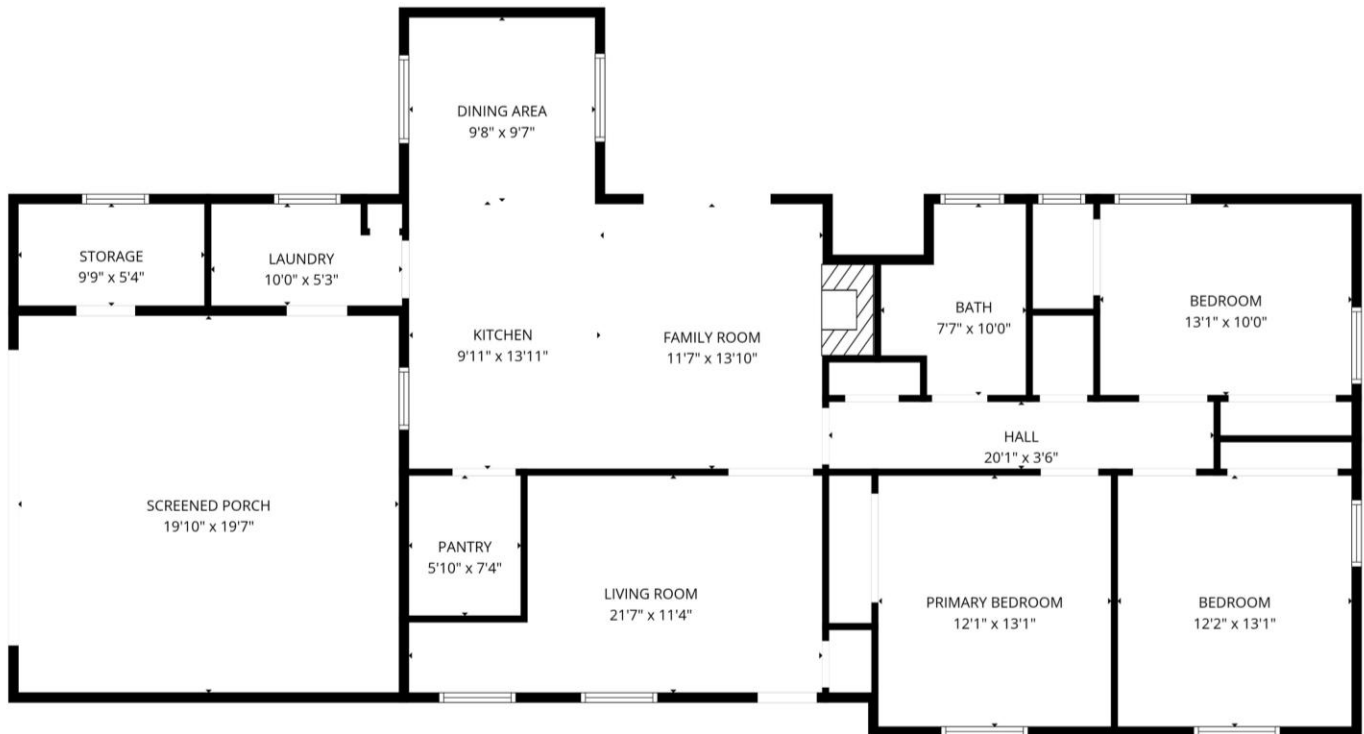 DINING AREA
9'8" x 9'7"
STORAGE
9'9" x 5'4"
LAUNDRY
10'0" x 5'3"
KITCHEN
9'11" x 13'11"
FAMILY ROOM
11'7" x 13'10"
BATH
7'7" x 10'0"
BEDROOM
13'1" x 10'0"
HALL
20'1" x 3'6"
SCREENED PORCH
19'10" x 19'7"
PANTRY
5'10" x 7'4"
LIVING ROOM
21'7" x 11'4"
PRIMARY BEDROOM
12'1" x 13'1"
BEDROOM
12'2" x 13'1"